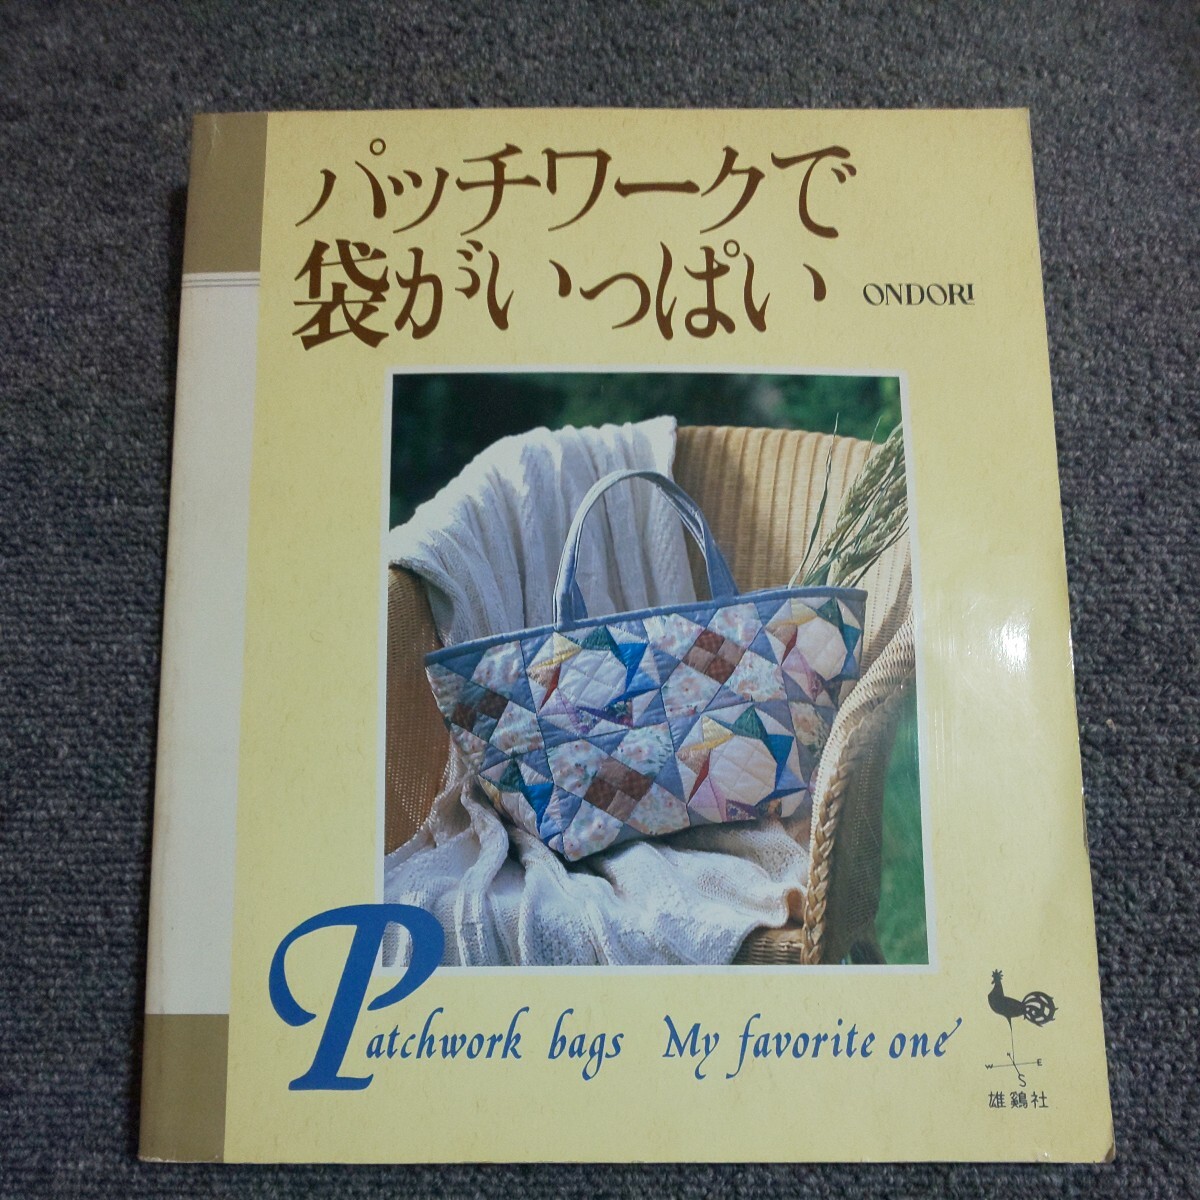 パッチワークで
袋がいっぱい
ONDORI
Patchwork bags My favorite one
N
W E
S
雄鷄社